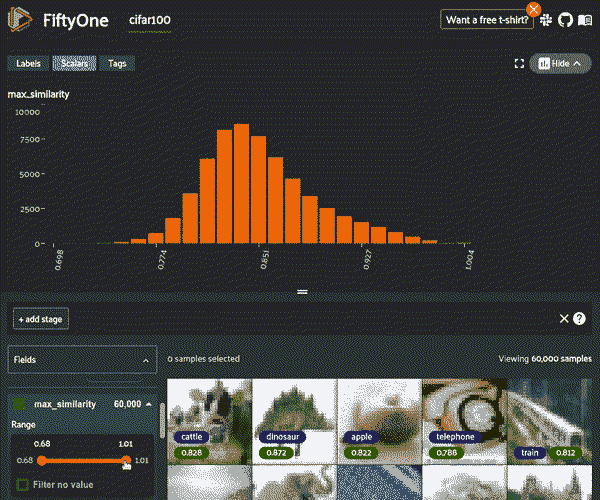 FiftyOne cifar100 Want a free t-shirt?
Labels Scalars Tags Hide
max_similarity
10000
7500
5000
2500
0
0.698 0.774 0.851 0.927 1.004
+ add stage
Fields 0 samples selected Viewing 60,000 samples
max_similarity 60,000
Range
0.68 1.01
0.68 1.01
Filter no value
cattle dinosaur apple telephone train 0.812
0.828 0.872 0.822 0.786